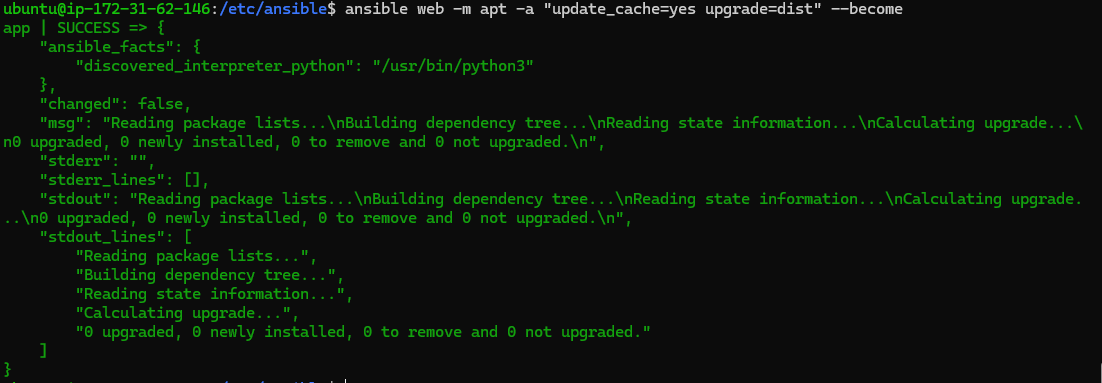 ubuntu@ip-172-31-62-146:/etc/ansible$ ansible web -m apt -a "update_cache=yes upgrade=dist" --become
app | SUCCESS => {
    "ansible_facts": {
        "discovered_interpreter_python": "/usr/bin/python3"
    },
    "changed": false,
    "msg": "Reading package lists...\nBuilding dependency tree...\nReading state information...\nCalculating upgrade...\
n0 upgraded, 0 newly installed, 0 to remove and 0 not upgraded.\n",
    "stderr": "",
    "stderr_lines": [],
    "stdout": "Reading package lists...\nBuilding dependency tree...\nReading state information...\nCalculating upgrade.
..\n0 upgraded, 0 newly installed, 0 to remove and 0 not upgraded.\n",
    "stdout_lines": [
        "Reading package lists...",
        "Building dependency tree...",
        "Reading state information...",
        "Calculating upgrade...",
        "0 upgraded, 0 newly installed, 0 to remove and 0 not upgraded."
    ]
}